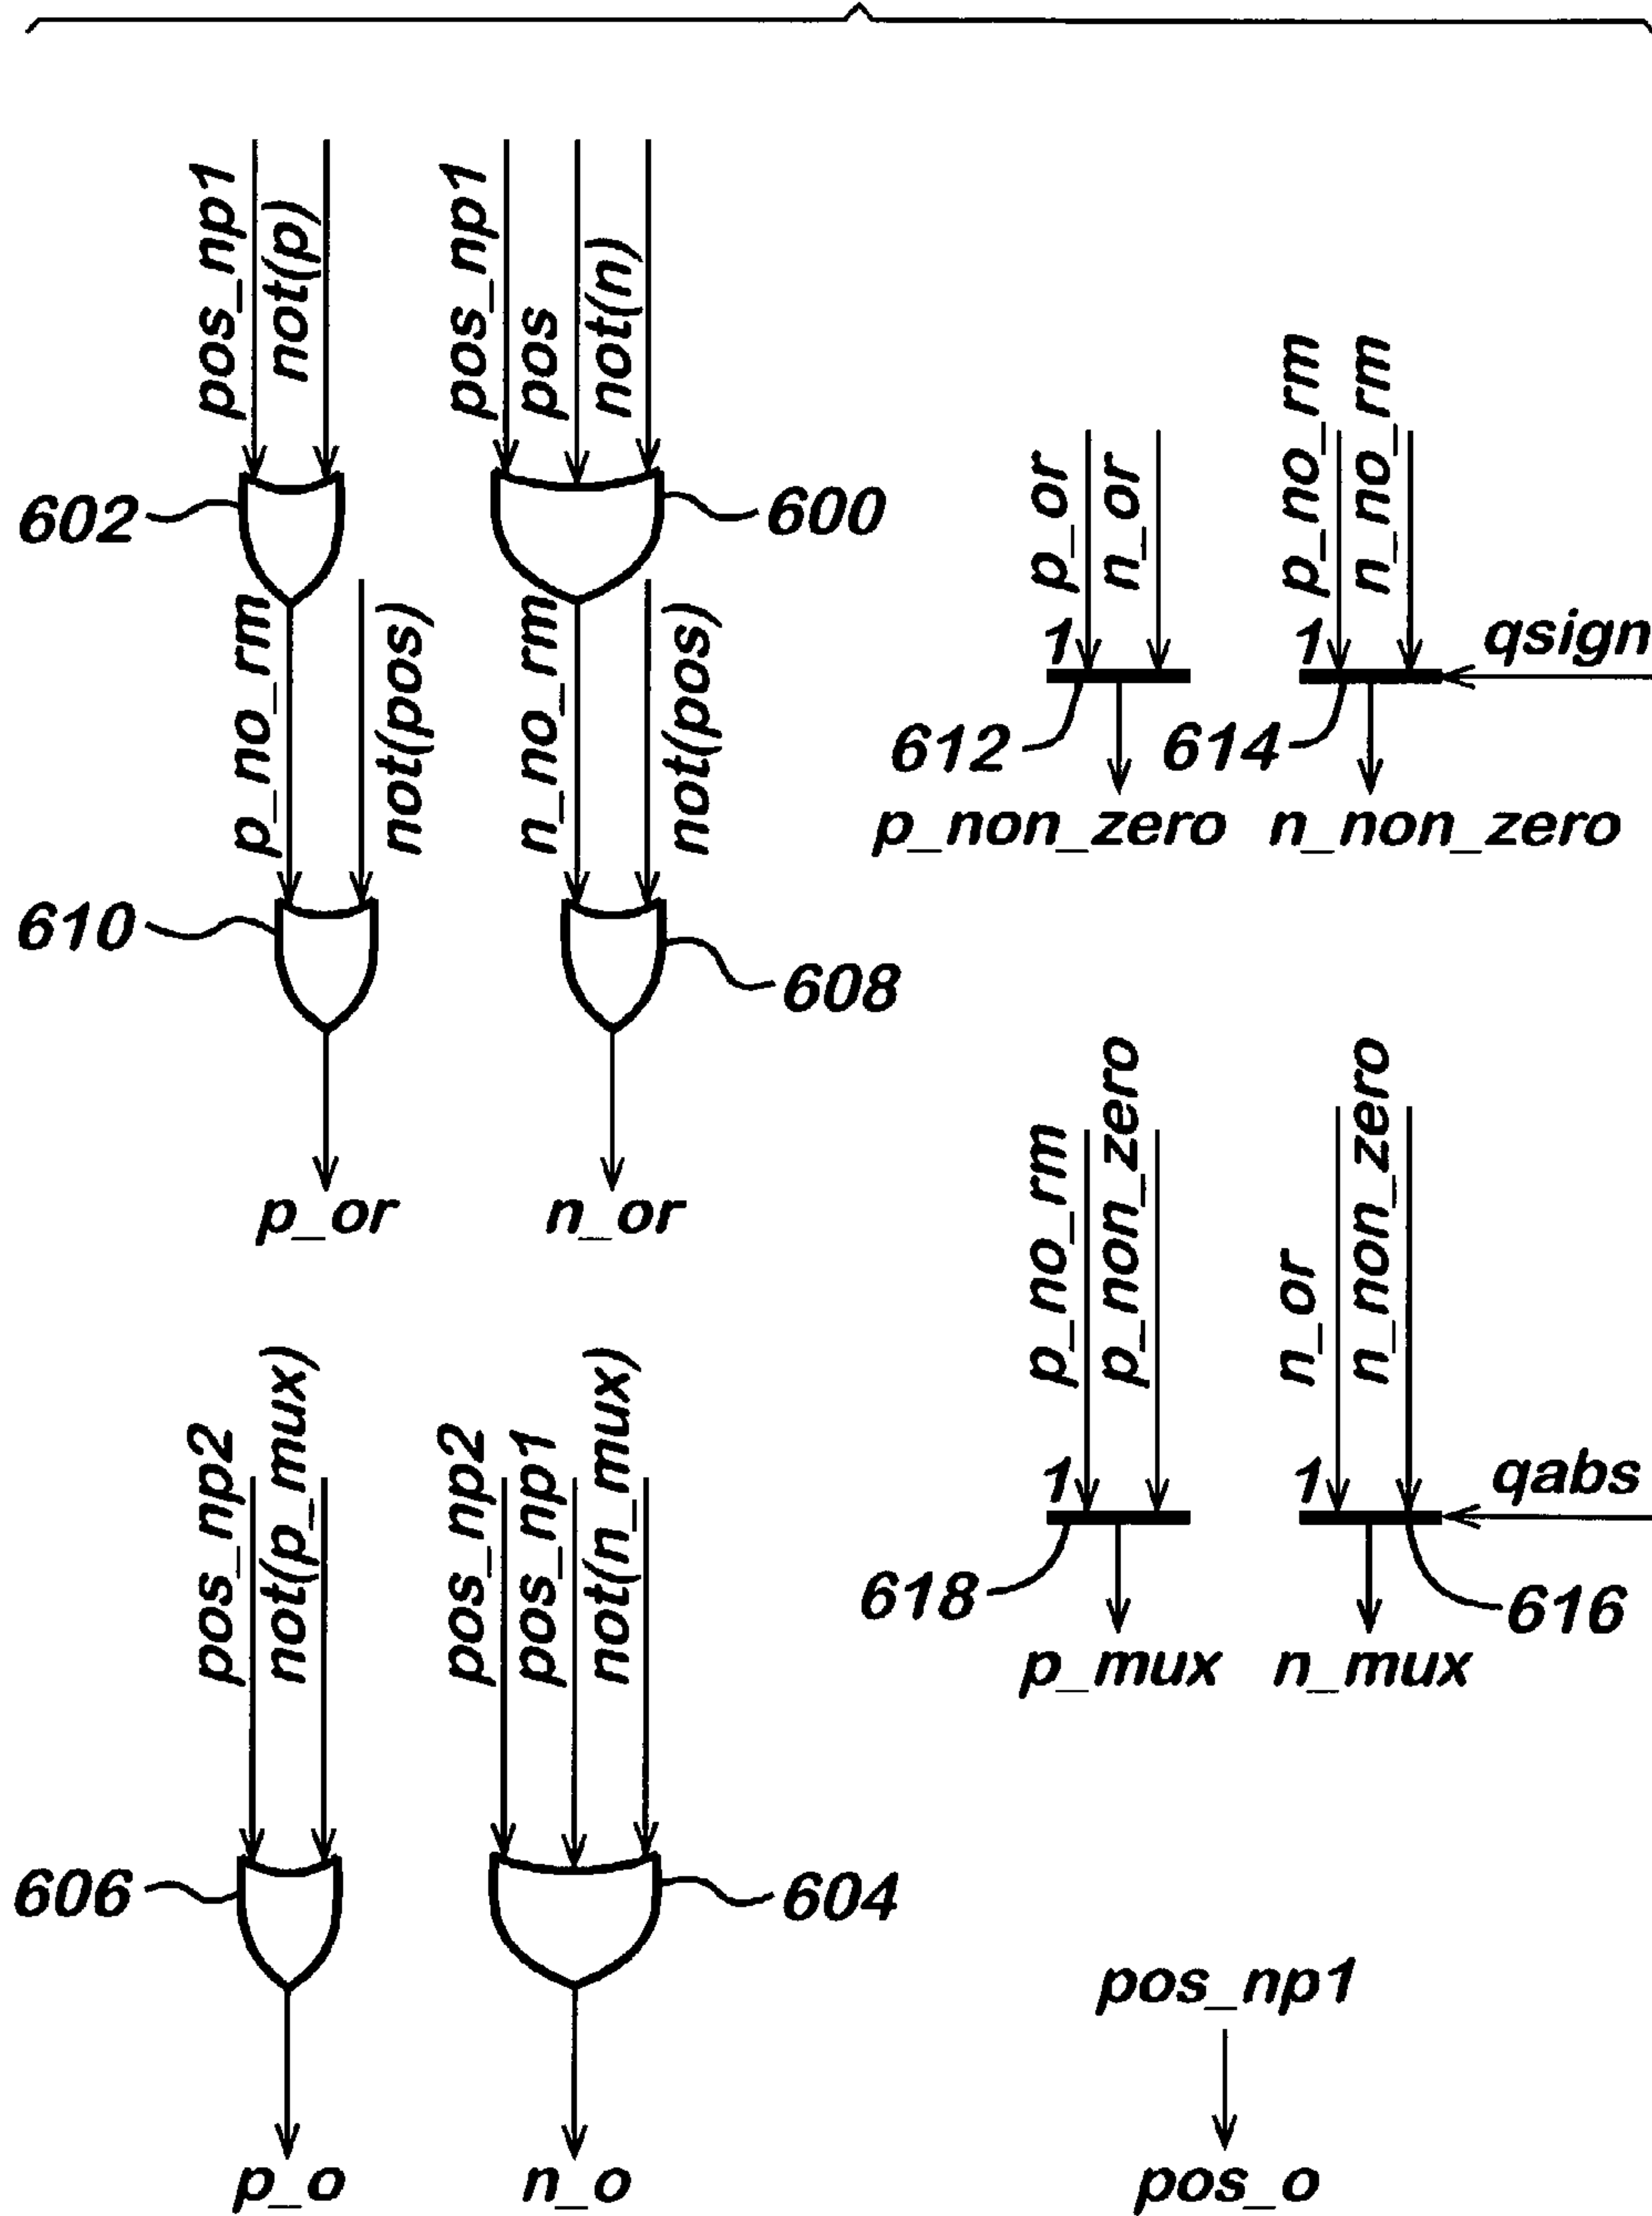 pos_np1
not(p)
pos_np1
pos
not(n)
602
600
p_or
n_or
p_no_rm
n_no_rm
1
1
qsign
612
614
p_non_zero
n_non_zero
p_no_rm
not(pos)
n_no_rm
not(pos)
610
608
p_or
n_or
p_no_rm
p_non_zero
n_or
n_non_zero
1
1
qabs
618
616
p_mux
n_mux
pos_np2
not(p_mux)
pos_np2
pos_np1
not(n_mux)
606
604
p_o
n_o
pos_np1
pos_o